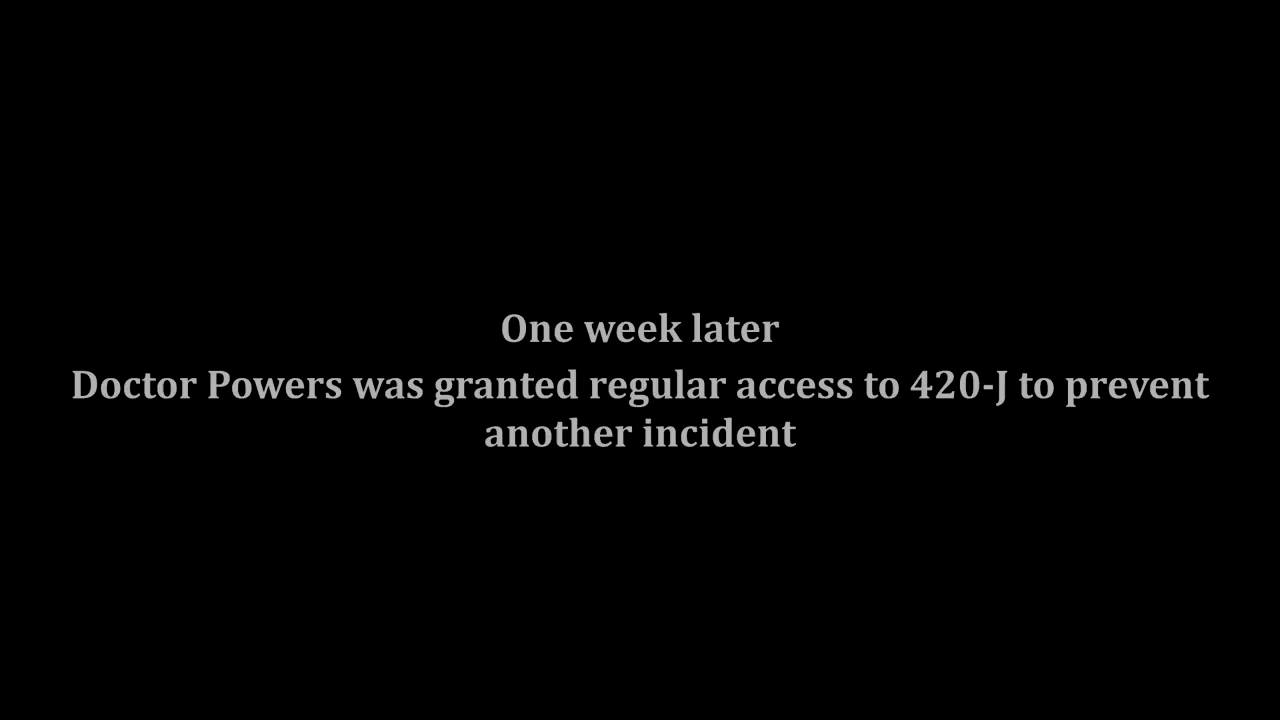 One week later
Doctor Powers was granted regular access to 420-J to prevent
another incident